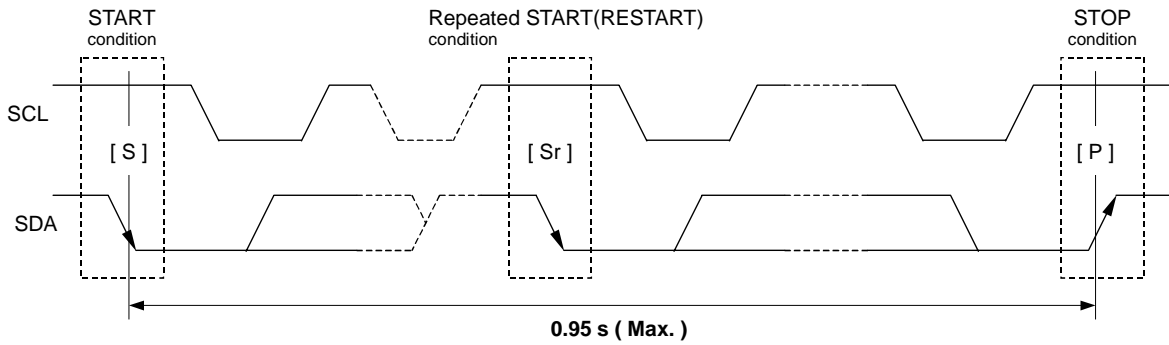 START
condition
Repeated START(RESTART)
condition
STOP
condition
SCL
[ S ]
[ Sr ]
[ P ]
SDA
0.95 s ( Max. )